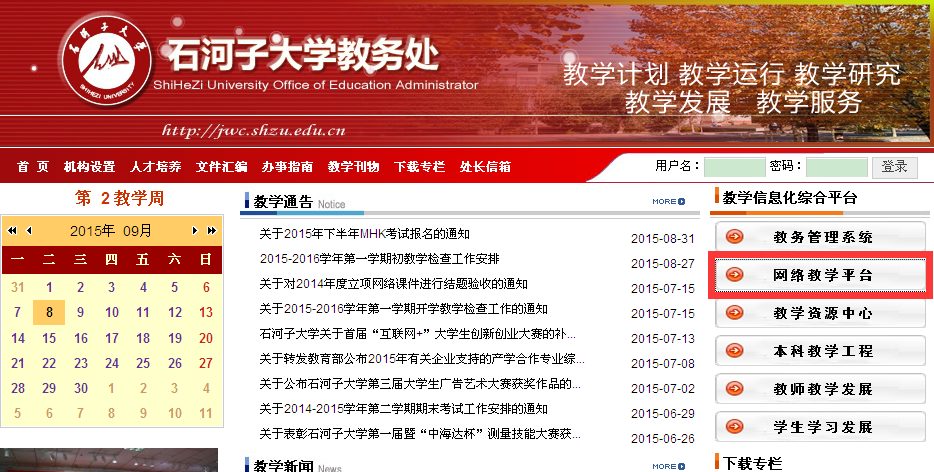 石河子大学
SHIHEZI UNIVERSITY
石河子大学教务处
ShiHeZi University Office of Education Administrator
教学计划 教学运行 教学研究
教学发展 教学服务
http://jwc.shzu.edu.cn
首 页 机构设置 人才培养 文件汇编 办事指南 教学刊物 下载专栏 处长信箱
用户名： 密码： 登录
第 2 教学周
2015年 09月
一 二 三 四 五 六 日
31 1 2 3 4 5 6
7 8 9 10 11 12 13
14 15 16 17 18 19 20
21 22 23 24 25 26 27
28 29 30 1 2 3 4
5 6 7 8 9 10 11
教学通告 Notice MORE
关于2015年下半年MHK考试报名的通知 2015-08-31
2015-2016学年第一学期初教学检查工作安排 2015-08-27
关于对2014年度立项网络课件进行结题验收的通知 2015-07-15
关于2015-2016学年第一学期开学教学检查工作的通知 2015-07-15
石河子大学关于首届“互联网+”大学生创新创业大赛的补... 2015-07-13
关于转发教育部公布2015年有关企业支持的产学合作专业综... 2015-07-08
关于公布石河子大学第三届大学生广告艺术大赛获奖作品的... 2015-07-02
关于2014-2015学年第二学期期末考试工作安排的通知 2015-06-29
关于表彰石河子大学第一届暨“中海达杯”测量技能大赛获... 2015-06-26
教学新闻 News MORE
教学信息化综合平台
教务管理系统
网络教学平台
教学资源中心
本科教学工程
教师教学发展
学生学习发展
下载专栏